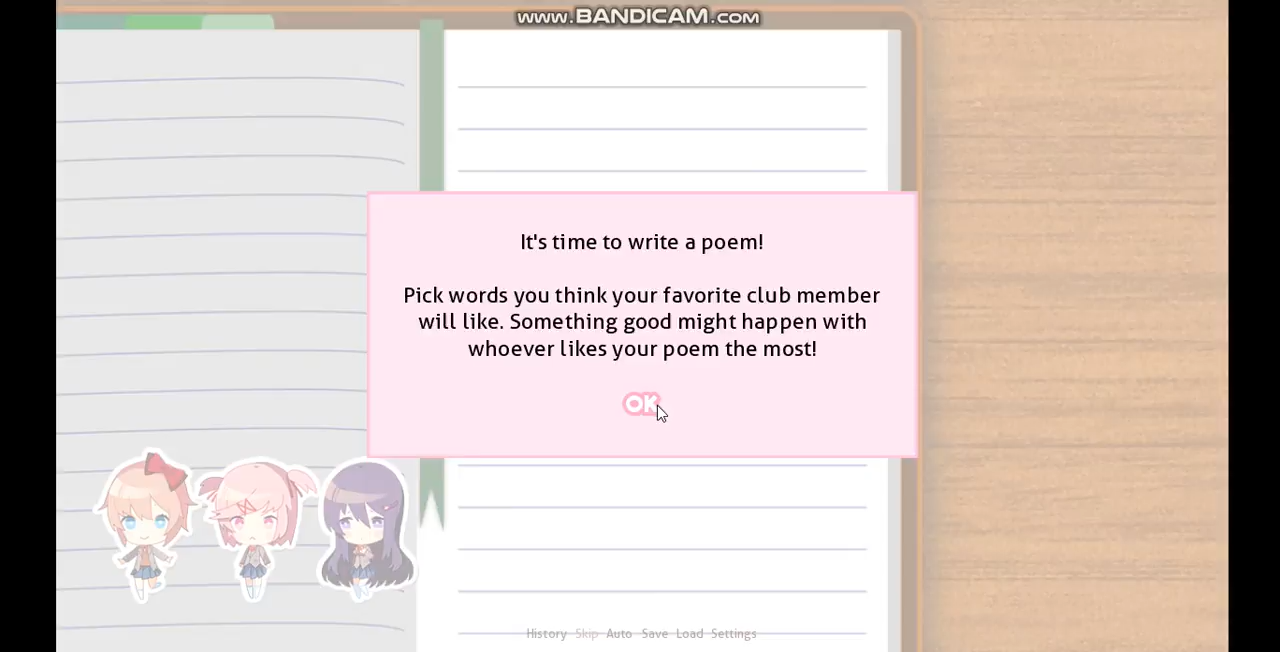 www.BANDICAM.com
It's time to write a poem!
Pick words you think your favorite club member
will like. Something good might happen with
whoever likes your poem the most!
OK
History Skip Auto Save Load Settings